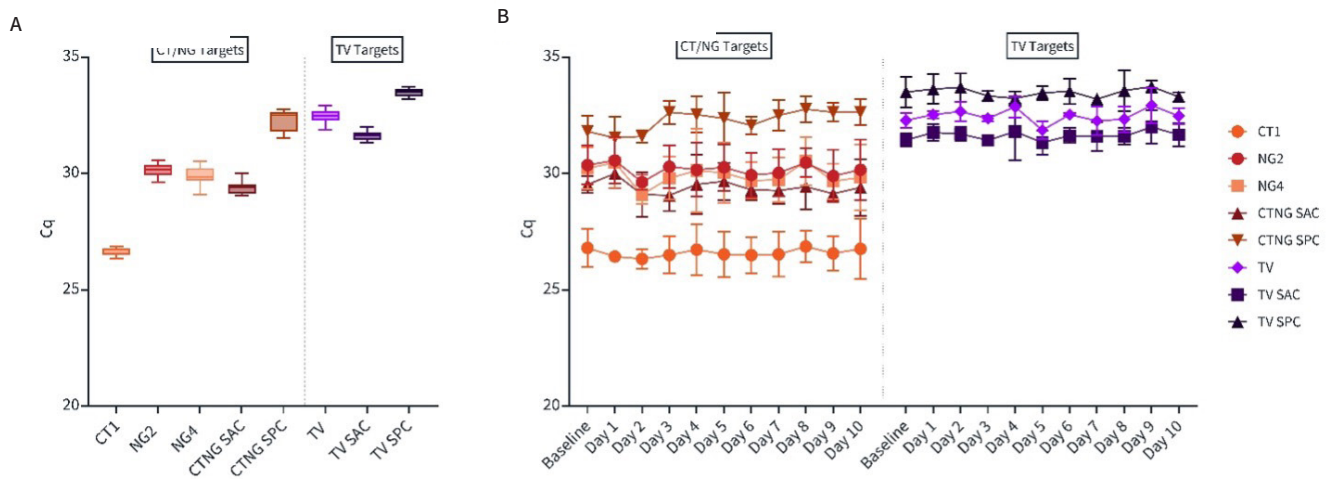 A
B
CT/NG Targets
TV Targets
35
30
25
20
Cq
CT1
NG2
NG4
CTNG SAC
CTNG SPC
TV
TV SAC
TV SPC
CT/NG Targets
TV Targets
35
30
25
20
Cq
Baseline
Day 1
Day 2
Day 3
Day 4
Day 5
Day 6
Day 7
Day 8
Day 9
Day 10
Baseline
Day 1
Day 2
Day 3
Day 4
Day 5
Day 6
Day 7
Day 8
Day 9
Day 10
CT1
NG2
NG4
CTNG SAC
CTNG SPC
TV
TV SAC
TV SPC